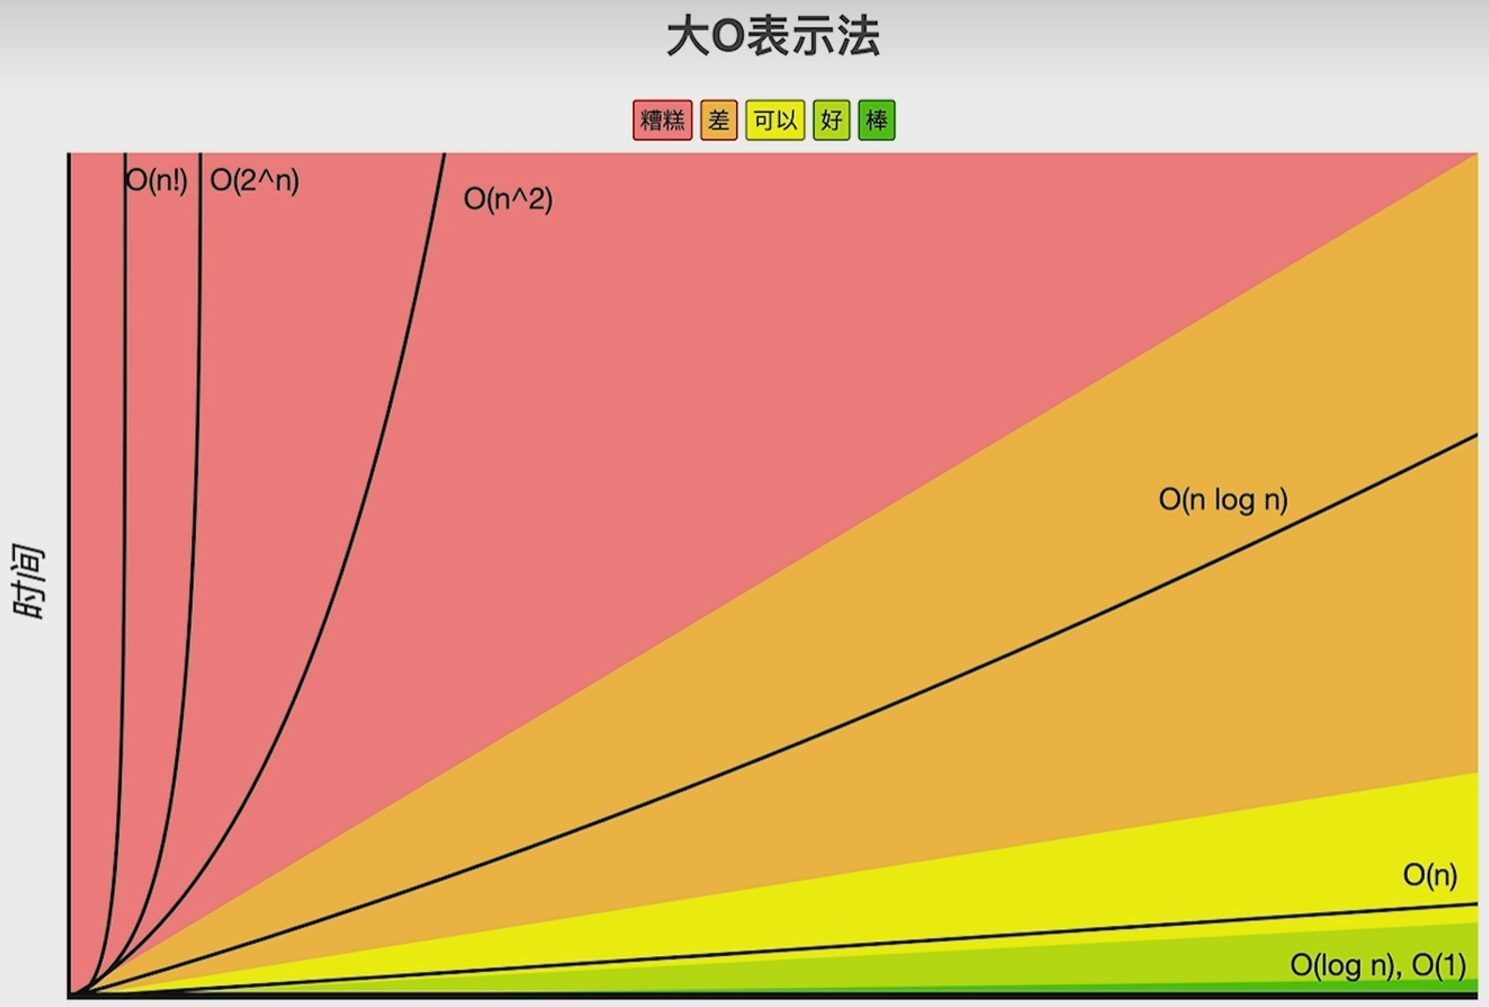 大O表示法
糟糕 差 可以 好 棒
O(n!) O(2^n)
O(n^2)
O(n log n)
时间
O(n)
O(log n), O(1)